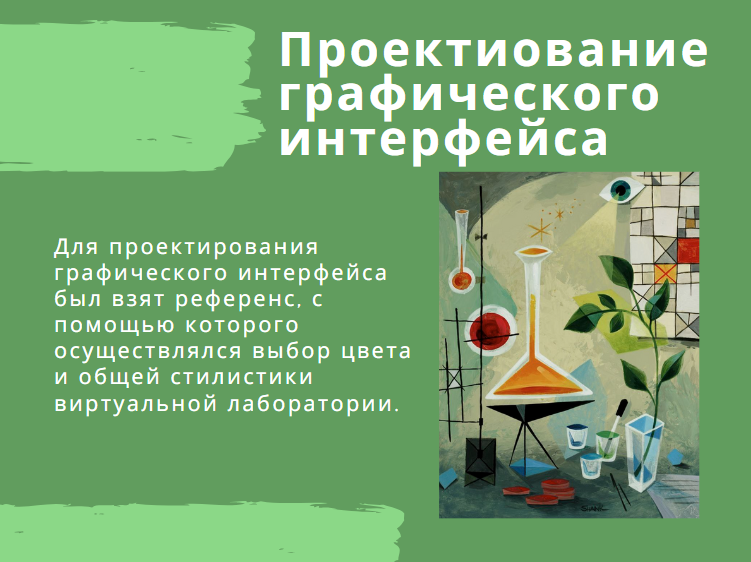 Проектиование
графического
интерфейса
Для проектирования
графического интерфейса
был взят референс, с
помощью которого
осуществлялся выбор цвета
и общей стилистики
виртуальной лаборатории.